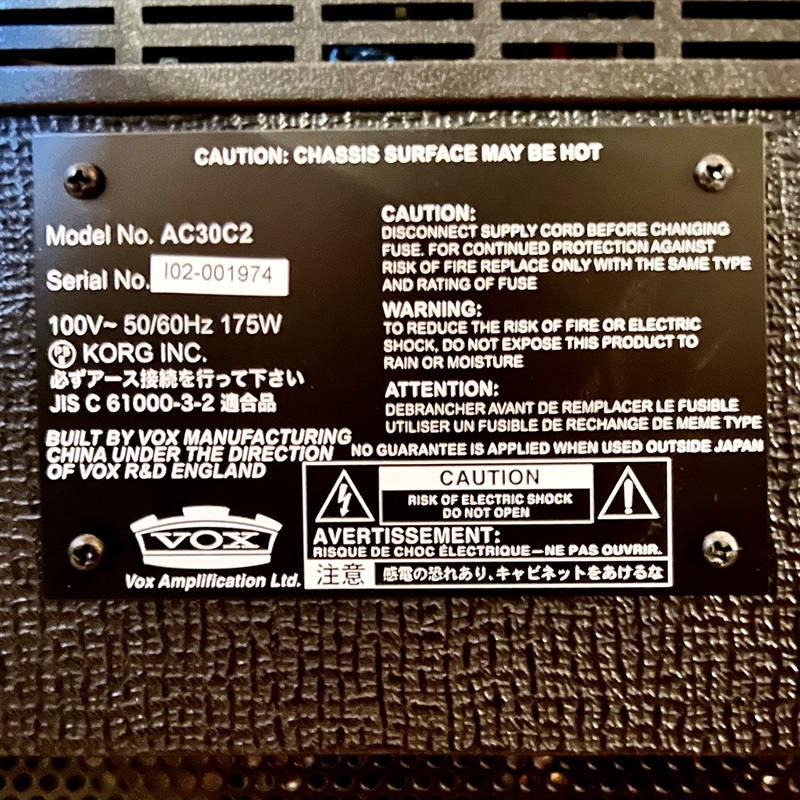 CAUTION: CHASSIS SURFACE MAY BE HOT
Model No. AC30C2
Serial No. I02-001974
100V~ 50/60Hz 175W
KORG INC.
必ずアース接続を行って下さい
JIS C 61000-3-2 適合品
BUILT BY VOX MANUFACTURING
CHINA UNDER THE DIRECTION
OF VOX R&D ENGLAND
VOX
Vox Amplification Ltd.
CAUTION:
DISCONNECT SUPPLY CORD BEFORE CHANGING
FUSE. FOR CONTINUED PROTECTION AGAINST
RISK OF FIRE REPLACE ONLY WITH THE SAME TYPE
AND RATING OF FUSE
WARNING:
TO REDUCE THE RISK OF FIRE OR ELECTRIC
SHOCK, DO NOT EXPOSE THIS PRODUCT TO
RAIN OR MOISTURE
ATTENTION:
DEBRANCHER AVANT DE REMPLACER LE FUSIBLE
UTILISER UN FUSIBLE DE RECHANGE DE MEME TYPE
NO GUARANTEE IS APPLIED WHEN USED OUTSIDE JAPAN
CAUTION
RISK OF ELECTRIC SHOCK
DO NOT OPEN
AVERTISSEMENT:
RISQUE DE CHOC ÉLECTRIQUE—NE PAS OUVRIR.
注意 感電の恐れあり、キャビネットをあけるな